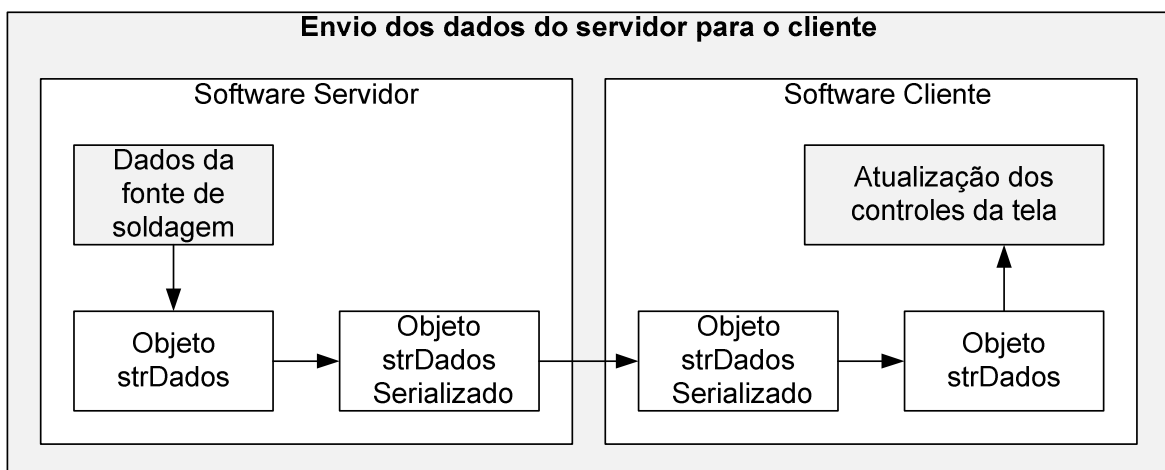 Envio dos dados do servidor para o cliente
Software Servidor
Dados da
fonte de
soldagem
Objeto
strDados
Objeto
strDados
Serializado
Software Cliente
Atualização dos
controles da tela
Objeto
strDados
Serializado
Objeto
strDados